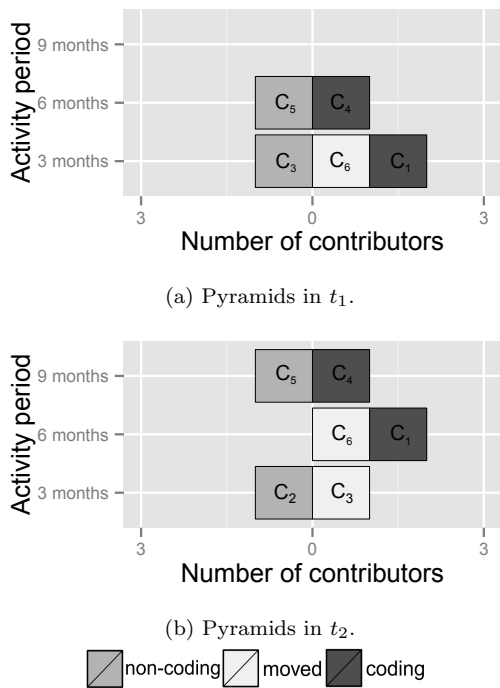 Activity period
9 months
6 months
3 months
C₅ C₄
C₃ C₆ C₁
3 0 3
Number of contributors
(a) Pyramids in t₁.
Activity period
9 months
6 months
3 months
C₅ C₄
C₆ C₁
C₂ C₃
3 0 3
Number of contributors
(b) Pyramids in t₂.
non-coding moved coding